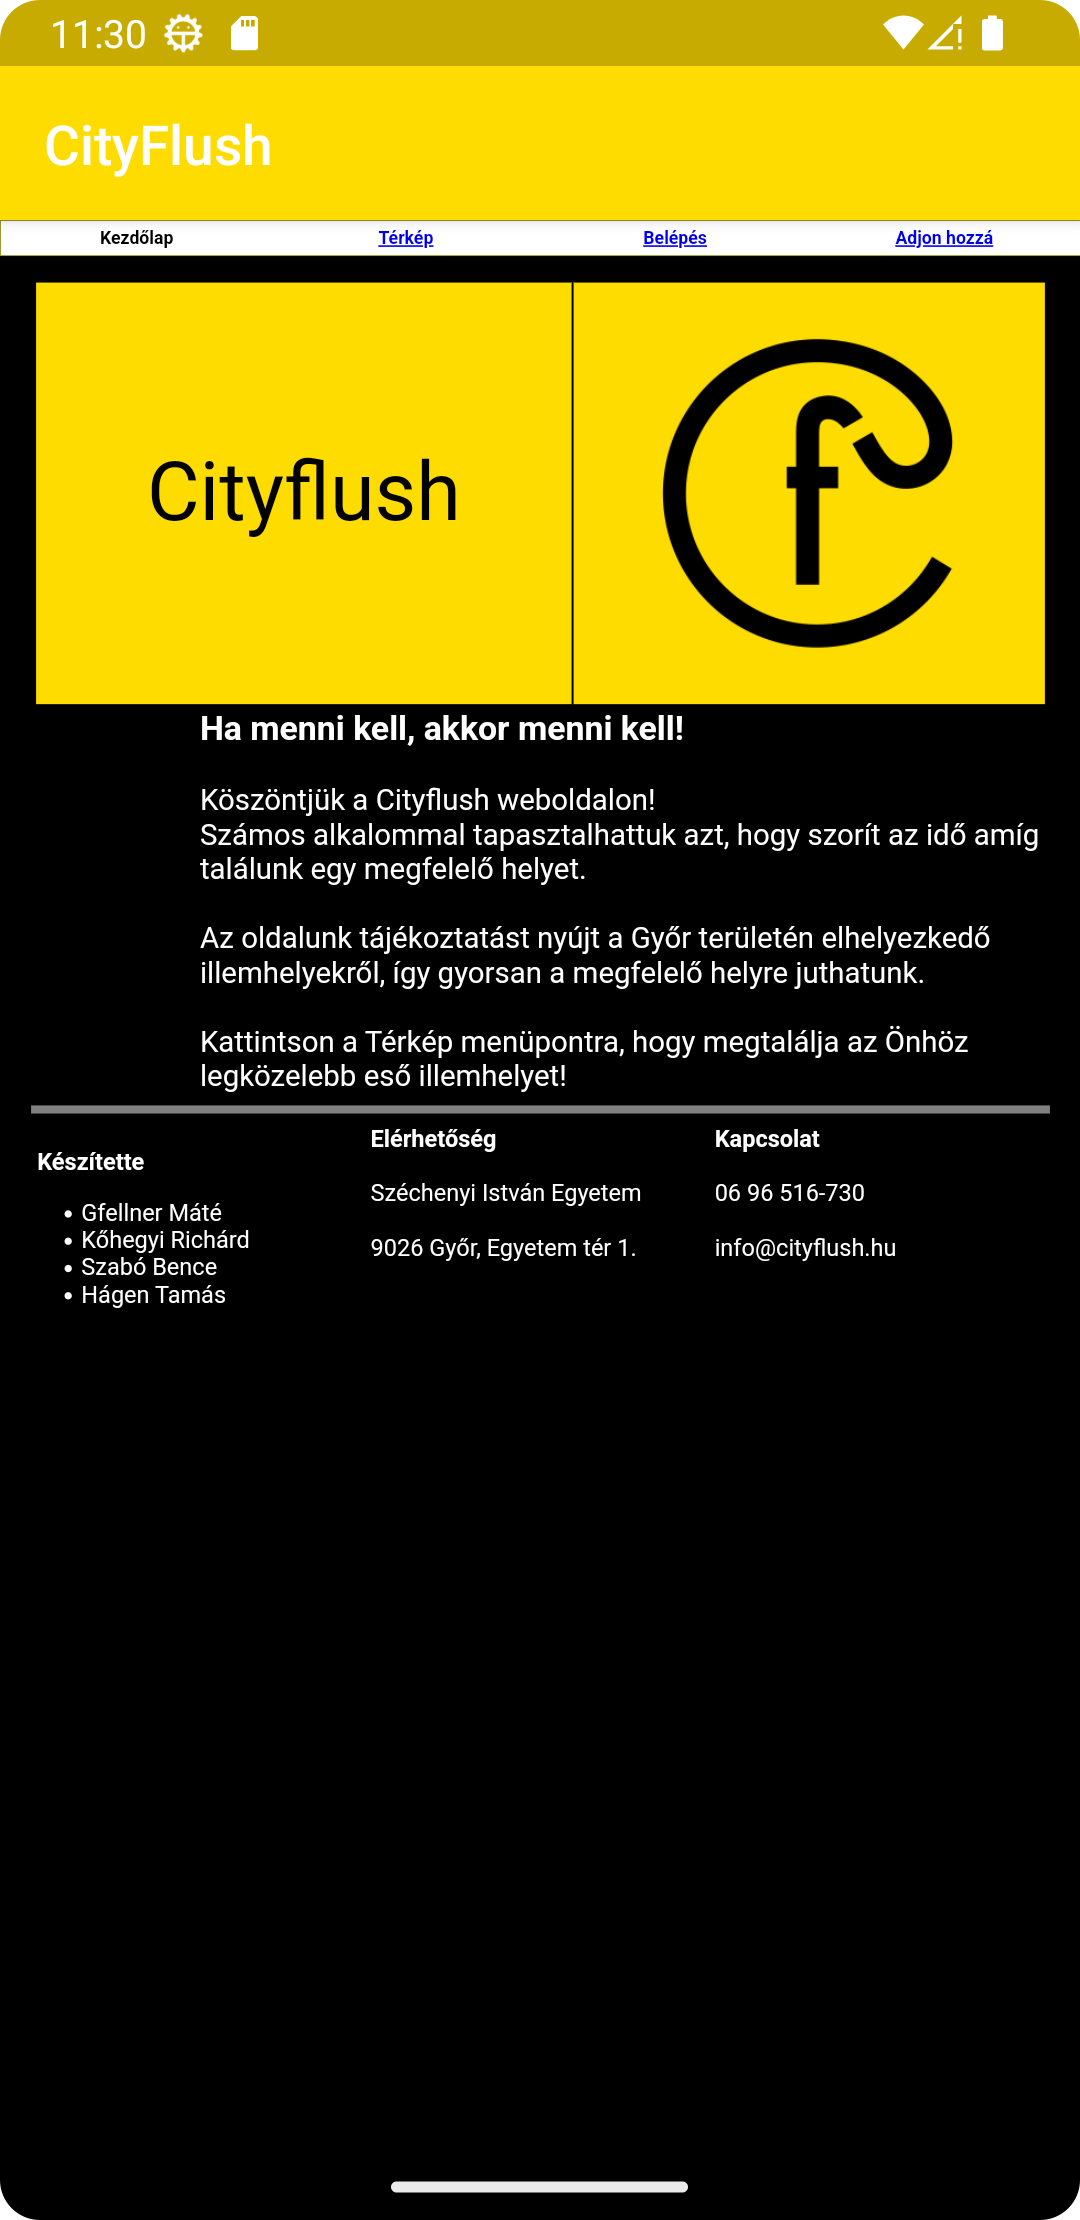 11:30
CityFlush
Kezdőlap Térkép Belépés Adjon hozzá
Cityflush
Ha menni kell, akkor menni kell!
Köszöntjük a Cityflush weboldalon!
Számos alkalommal tapasztalhattuk azt, hogy szorít az idő amíg
találunk egy megfelelő helyet.
Az oldalunk tájékoztatást nyújt a Győr területén elhelyezkedő
illemhelyekről, így gyorsan a megfelelő helyre juthatunk.
Kattintson a Térkép menüpontra, hogy megtalálja az Önhöz
legközelebb eső illemhelyet!
Készítette
• Gfellner Máté
• Kőhegyi Richárd
• Szabó Bence
• Hágen Tamás
Elérhetőség
Széchenyi István Egyetem
9026 Győr, Egyetem tér 1.
Kapcsolat
06 96 516-730
info@cityflush.hu